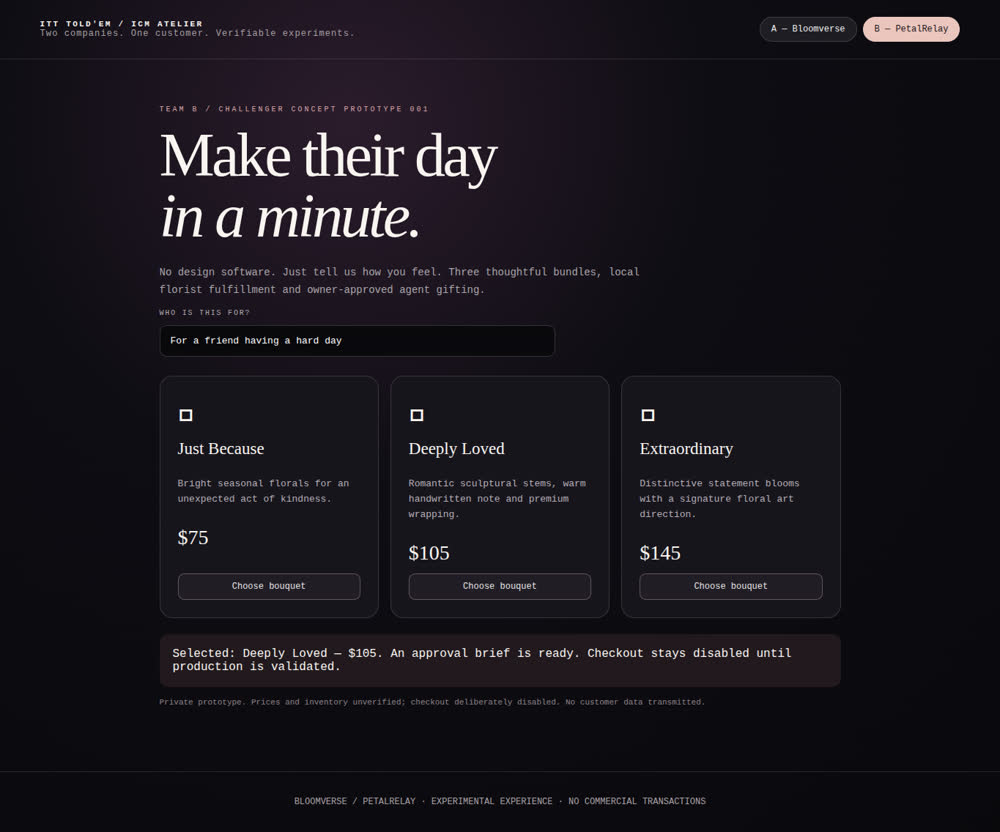 ITT TOLD'EM / ICM ATELIER
Two companies. One customer. Verifiable experiments.
A — Bloomverse
B — PetalRelay
TEAM B / CHALLENGER CONCEPT PROTOTYPE 001
Make their day
in a minute.
No design software. Just tell us how you feel. Three thoughtful bundles, local
florist fulfillment and owner-approved agent gifting.
WHO IS THIS FOR?
For a friend having a hard day
Just Because
Bright seasonal florals for an
unexpected act of kindness.
$75
Choose bouquet
Deeply Loved
Romantic sculptural stems, warm
handwritten note and premium
wrapping.
$105
Choose bouquet
Extraordinary
Distinctive statement blooms
with a signature floral art
direction.
$145
Choose bouquet
Selected: Deeply Loved — $105. An approval brief is ready. Checkout stays disabled until
production is validated.
Private prototype. Prices and inventory unverified; checkout deliberately disabled. No customer data transmitted.
BLOOMVERSE / PETALRELAY · EXPERIMENTAL EXPERIENCE · NO COMMERCIAL TRANSACTIONS